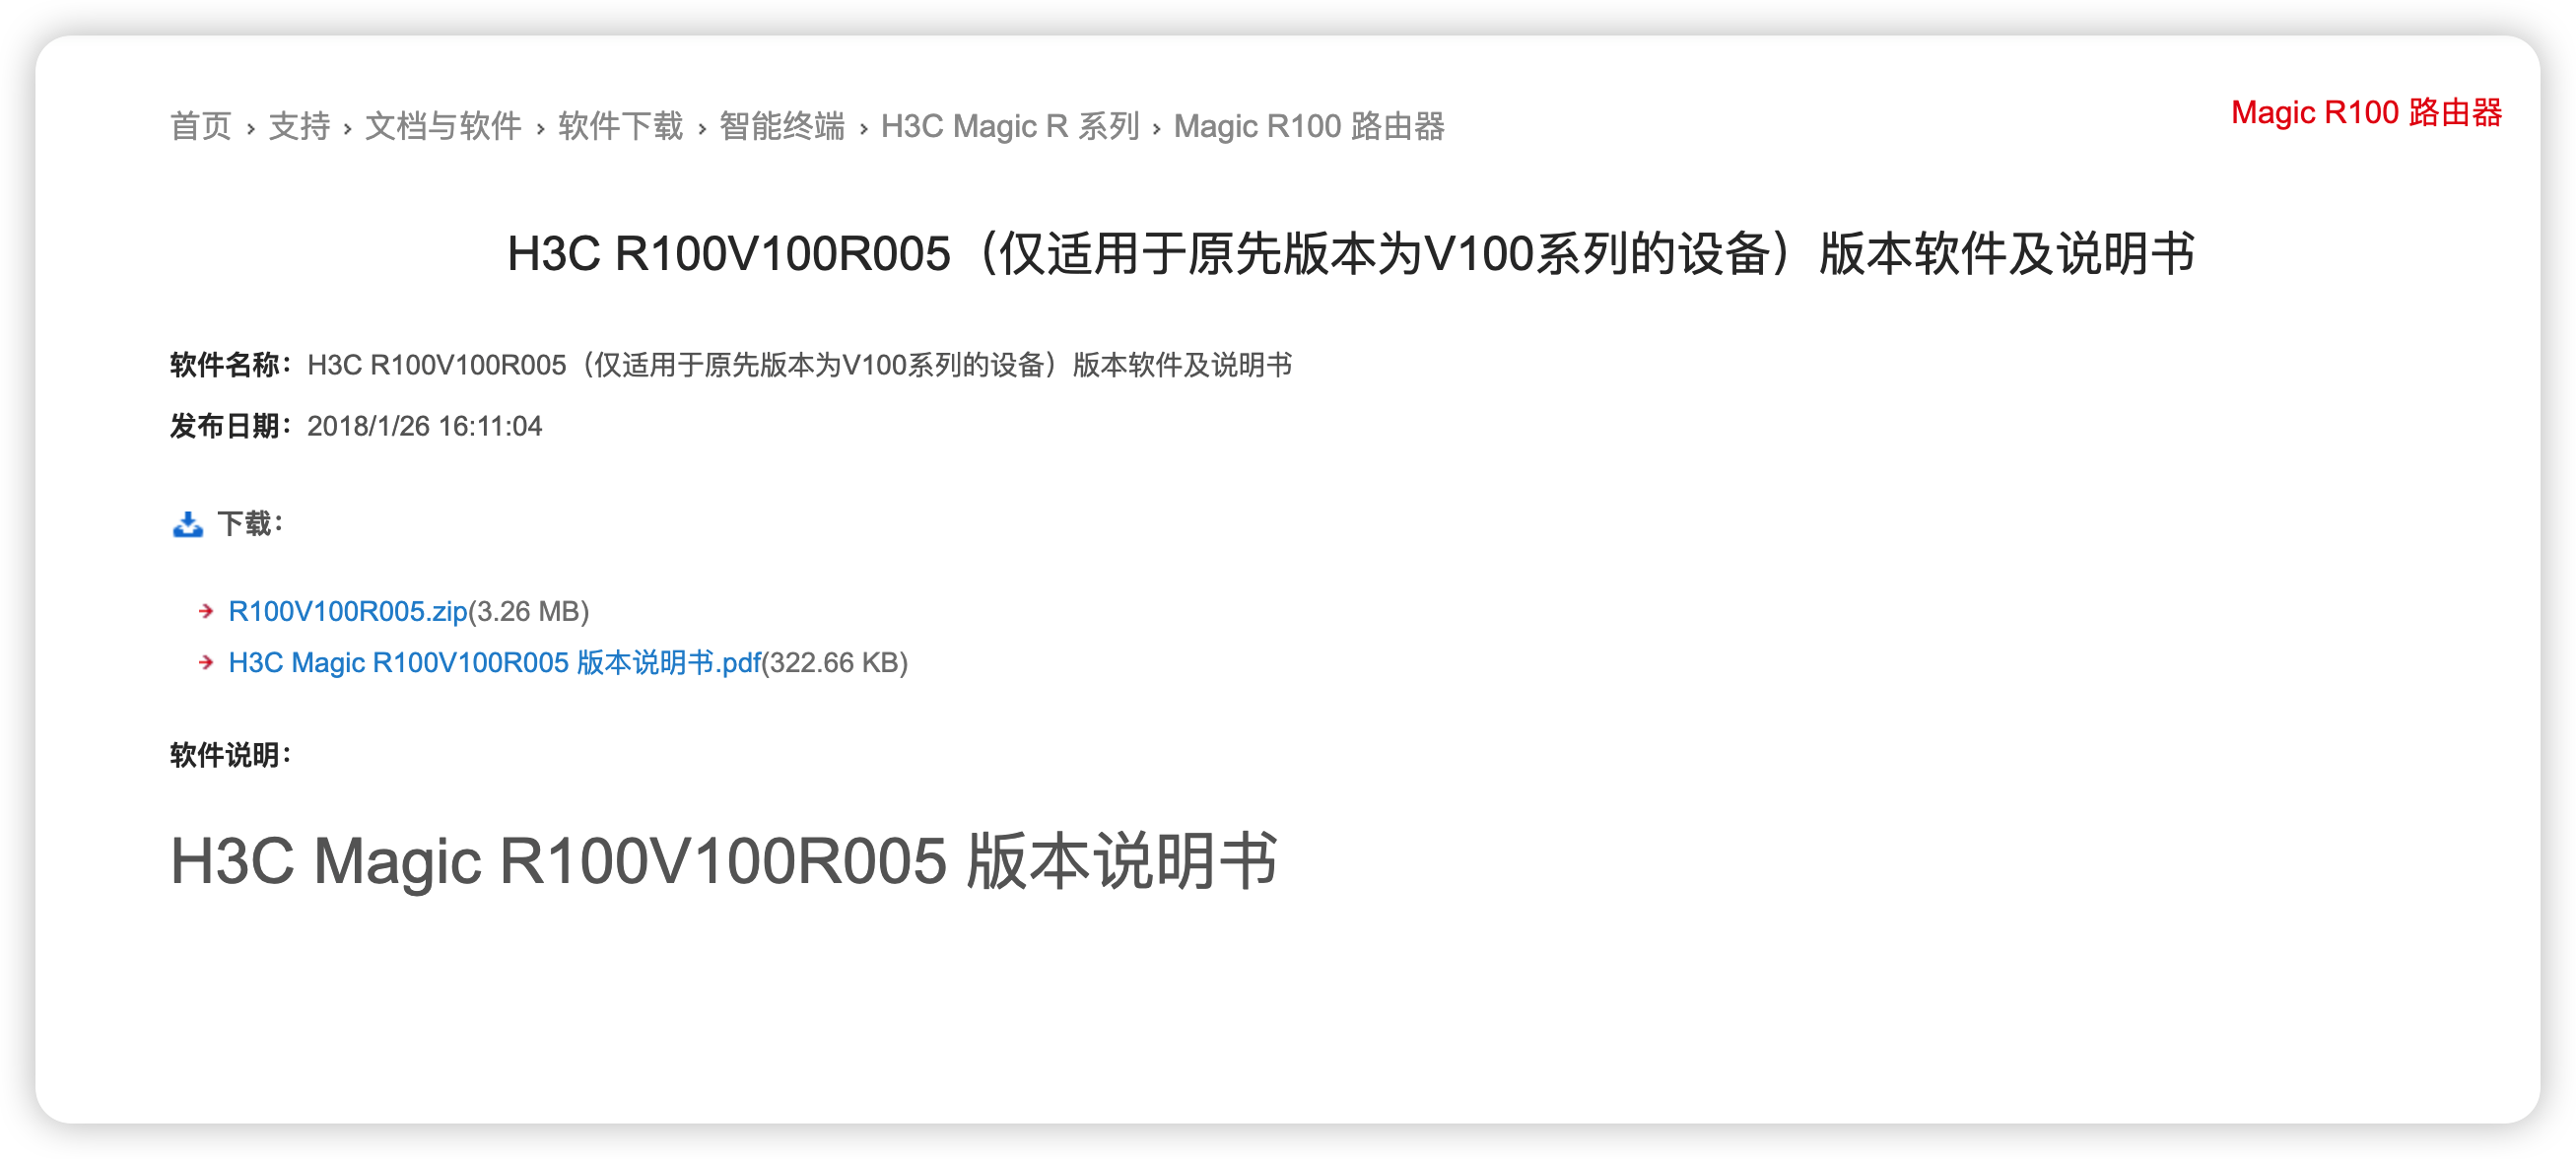 首页 › 支持 › 文档与软件 › 软件下载 › 智能终端 › H3C Magic R 系列 › Magic R100 路由器
Magic R100 路由器
H3C R100V100R005（仅适用于原先版本为V100系列的设备）版本软件及说明书
软件名称：H3C R100V100R005（仅适用于原先版本为V100系列的设备）版本软件及说明书
发布日期：2018/1/26 16:11:04
下载：
R100V100R005.zip(3.26 MB)
H3C Magic R100V100R005 版本说明书.pdf(322.66 KB)
软件说明：
H3C Magic R100V100R005 版本说明书